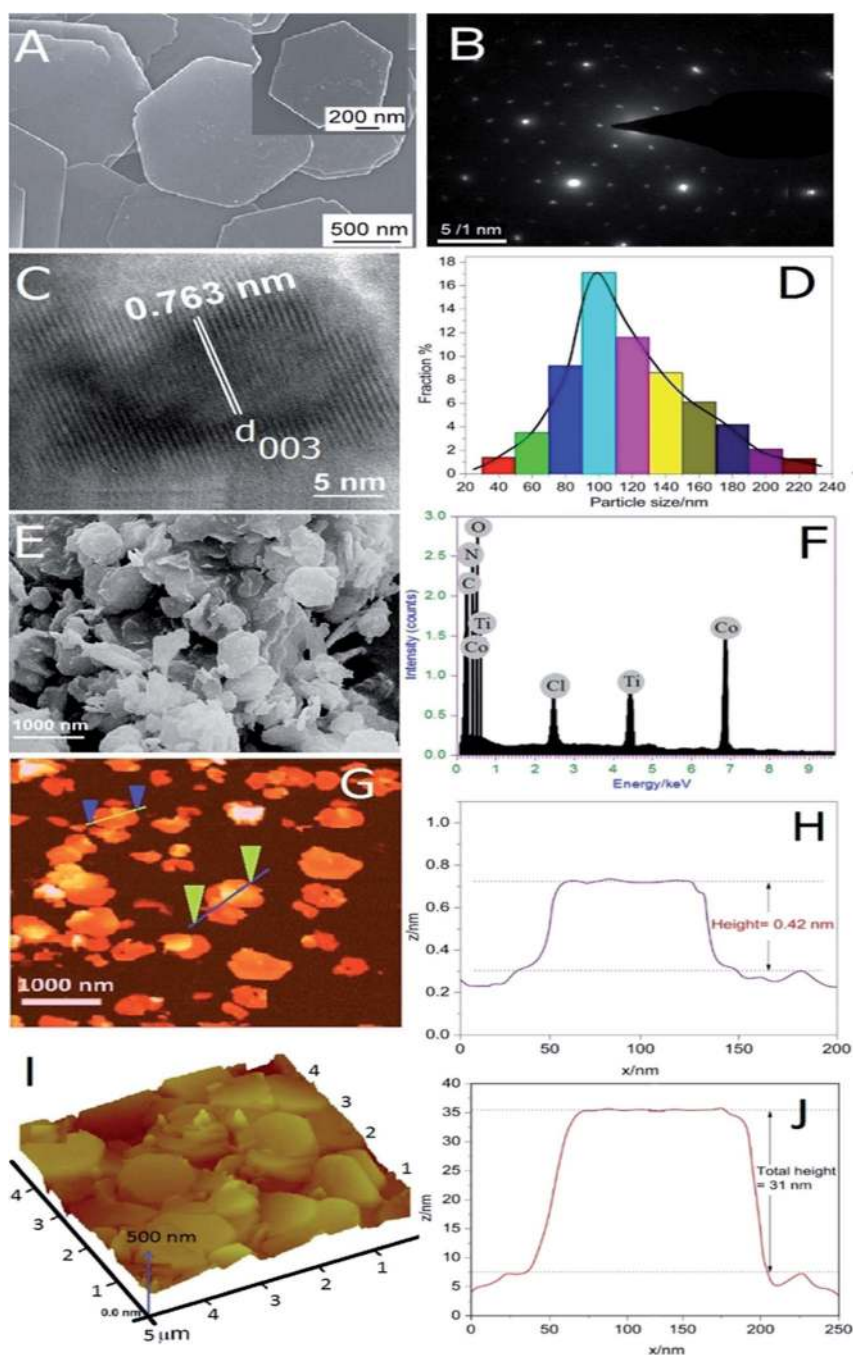 A
200 nm
500 nm
B
5 /1 nm
C
0.763 nm
d003
5 nm
D
Fraction %
18
16
14
12
10
8
6
4
2
0
20 40 60 80 100 120 140 160 180 200 220 240
Particle size/nm
E
1000 nm
F
Intensity (counts)
3.0
2.5
2.0
1.5
1.0
0.5
0.0
O
N
C
Ti
Co
Cl
Ti
Co
0 1 2 3 4 5 6 7 8 9
Energy/keV
G
1000 nm
H
z/nm
1.0
0.8
0.6
0.4
0.2
0.0
Height= 0.42 nm
0 50 100 150 200
x/nm
I
4
3
2
1
4
3
2
1
500 nm
0.0 nm
5 μm
4
3
2
1
J
z/nm
40
35
30
25
20
15
10
5
0
Total height
= 31 nm
0 50 100 150 200 250
x/nm